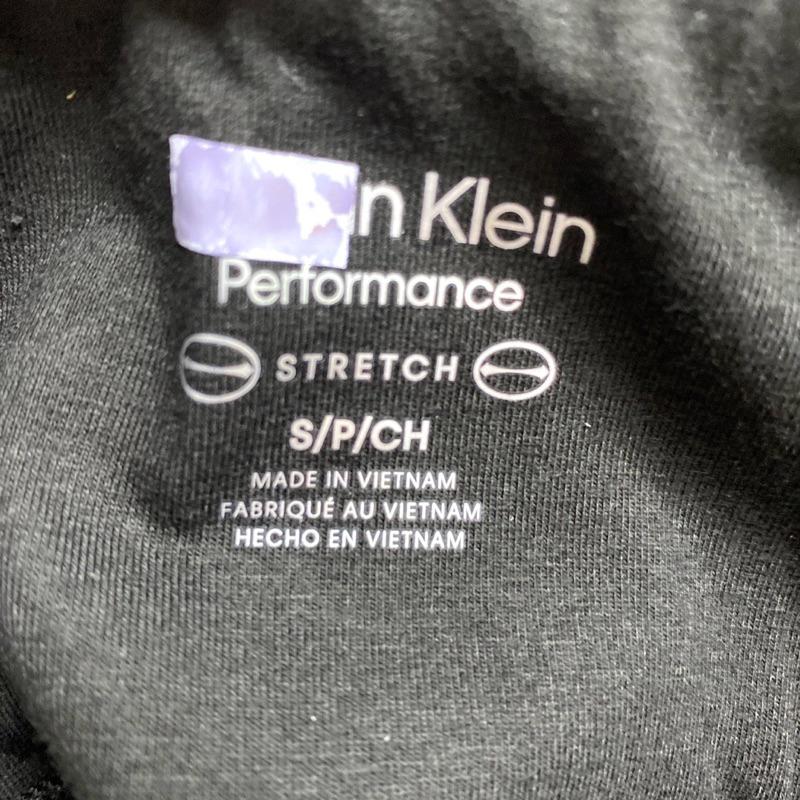 n Klein
Performance
STRETCH
S/P/CH
MADE IN VIETNAM
FABRIQUÉ AU VIETNAM
HECHO EN VIETNAM